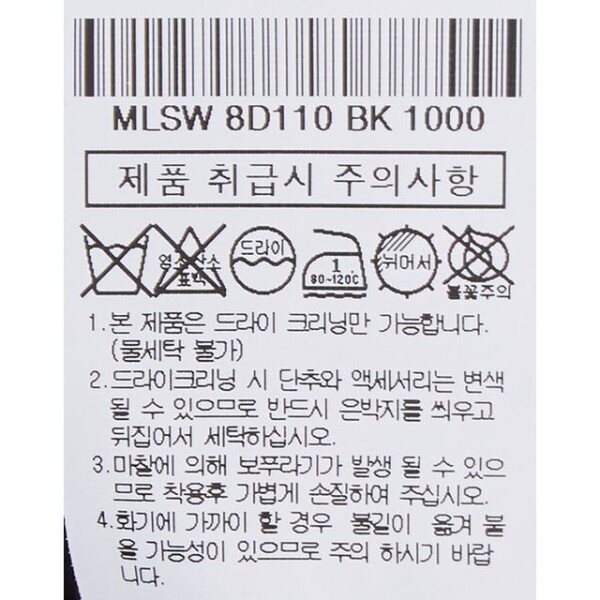 MLSW 8D110 BK 1000
제품 취급시 주의사항
염소산소 드라이 1 뉘어서
표백 80~120℃ 불꽃주의
1.본 제품은 드라이 크리닝만 가능합니다.
(물세탁 불가)
2.드라이크리닝 시 단추와 액세서리는 변색
될 수 있으므로 반드시 은박지를 씌우고
뒤집어서 세탁하십시오.
3.마찰에 의해 보푸라기가 발생 될 수 있으
므로 착용후 가볍게 손질하여 주십시오.
4.화기에 가까이 할 경우 불길이 옮겨 붙
을 가능성이 있으므로 주의 하시기 바랍
니다.